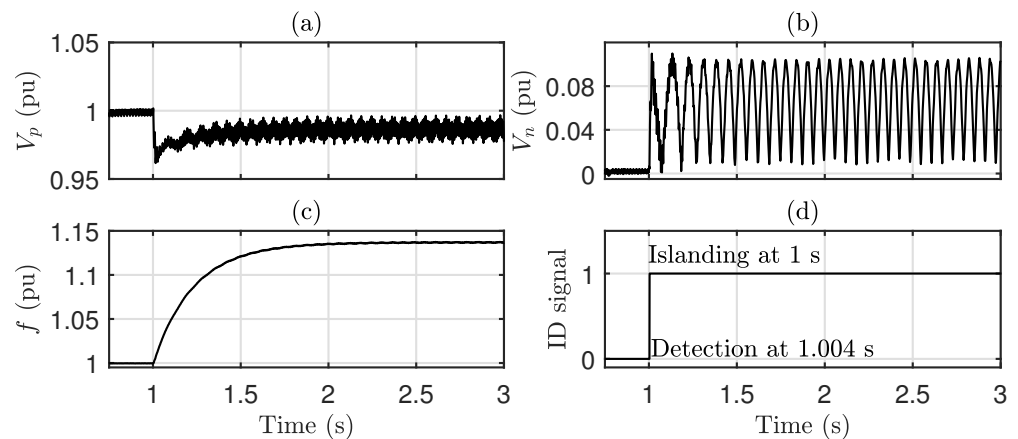 (a)
1.05
1
0.95
V_p (pu)
(b)
0.08
0.04
0
V_n (pu)
(c)
1.15
1.1
1.05
1
f (pu)
1
1.5
2
2.5
3
Time (s)
(d)
1
0
ID signal
Islanding at 1 s
Detection at 1.004 s
1
1.5
2
2.5
3
Time (s)